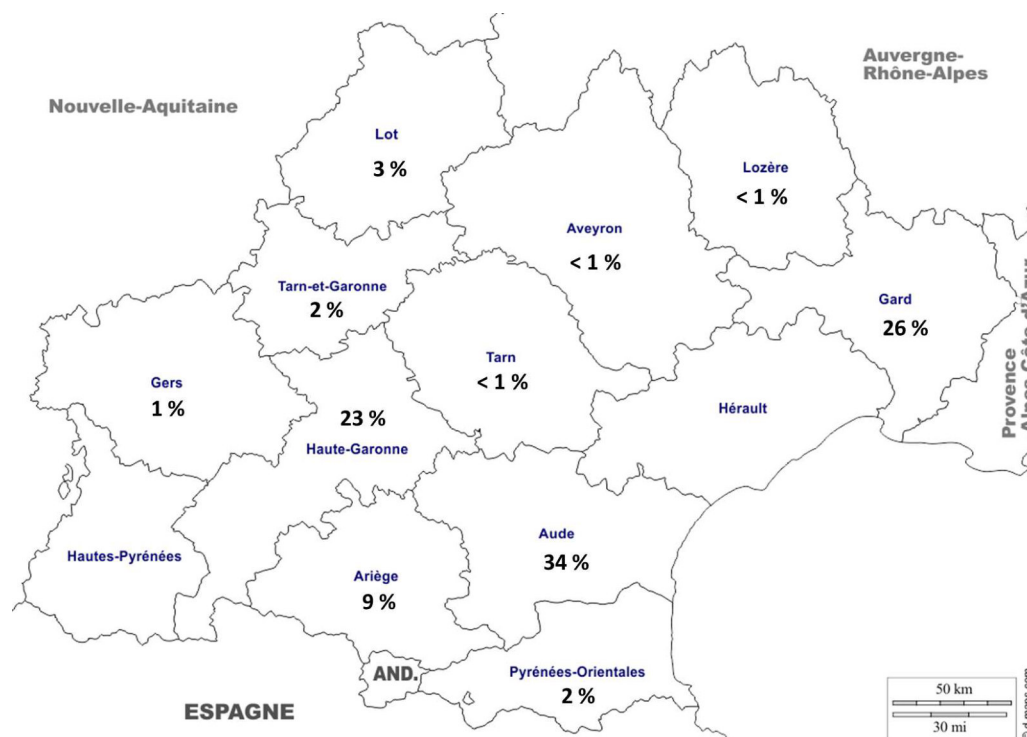 Auvergne-
Rhône-Alpes
Nouvelle-Aquitaine
Lot
3 %
Lozère
< 1 %
Aveyron
< 1 %
Tarn-et-Garonne
2 %
Gard
26 %
Provence
Tarn
< 1 %
Gers
1 %
Hérault
23 %
Haute-Garonne
Aude
34 %
Hautes-Pyrénées
Ariège
9 %
AND.
Pyrénées-Orientales
2 %
ESPAGNE
50 km
30 mi